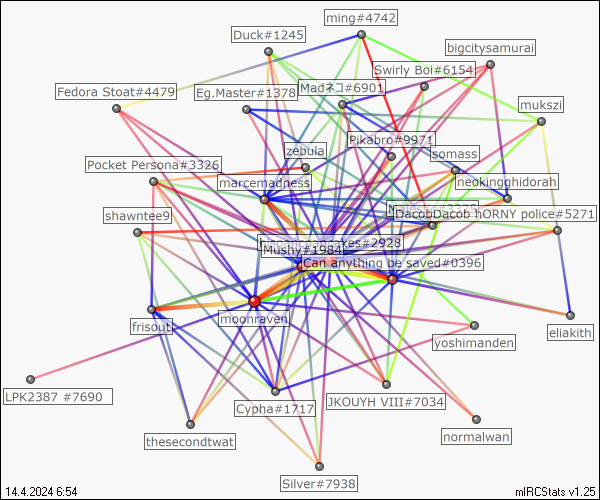 ming#4742
Duck#1245
bigcitysamurai
Swirly Boi#6154
Fedora Stoat#4479
Eg.Master#1378
Madネコ#6901
mukszi
Pikabro#9971
zebula
somass
Pocket Persona#3326
marcemadness
neokingghidorah
shawntee9
DacobDacob
hORNY police#5271
#2928
Mushy#1984
Can anything be saved#0396
moonraven
frisout
eliakith
yoshimanden
LPK2387 #7690
Cypha#1717
JKOUYH VIII#7034
thesecondtwat
normalwan
Silver#7938
14.4.2024 6:54
mIRCStats v1.25